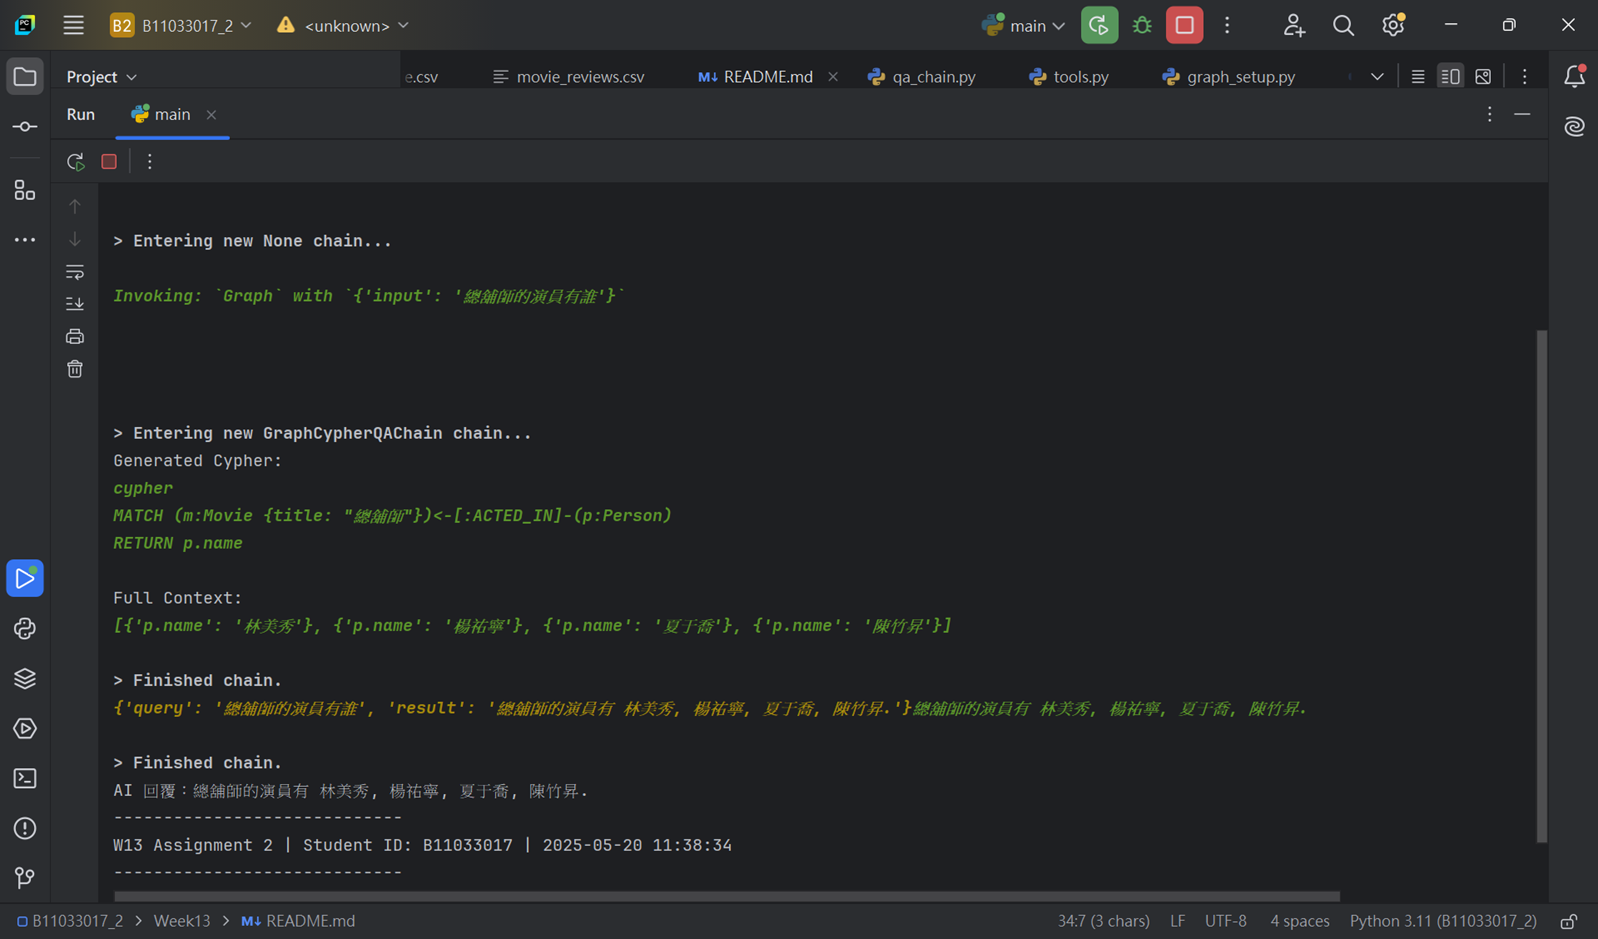 B2 B11033017_2 <unknown> main
Project e.csv movie_reviews.csv M↓ README.md qa_chain.py tools.py graph_setup.py
Run main
> Entering new None chain...
Invoking: `Graph` with `{'input': '總舖師的演員有誰'}`
> Entering new GraphCypherQAChain chain...
Generated Cypher:
cypher
MATCH (m:Movie {title: "總舖師"})<-[:ACTED_IN]-(p:Person)
RETURN p.name
Full Context:
[{'p.name': '林美秀'}, {'p.name': '楊祐寧'}, {'p.name': '夏于喬'}, {'p.name': '陳竹昇'}]
> Finished chain.
{'query': '總舖師的演員有誰', 'result': '總舖師的演員有 林美秀, 楊祐寧, 夏于喬, 陳竹昇.'}總舖師的演員有 林美秀, 楊祐寧, 夏于喬, 陳竹昇.
> Finished chain.
AI 回覆：總舖師的演員有 林美秀, 楊祐寧, 夏于喬, 陳竹昇.
-----------------------------
W13 Assignment 2 | Student ID: B11033017 | 2025-05-20 11:38:34
-----------------------------
B11033017_2 > Week13 > M↓ README.md 34:7 (3 chars) LF UTF-8 4 spaces Python 3.11 (B11033017_2)